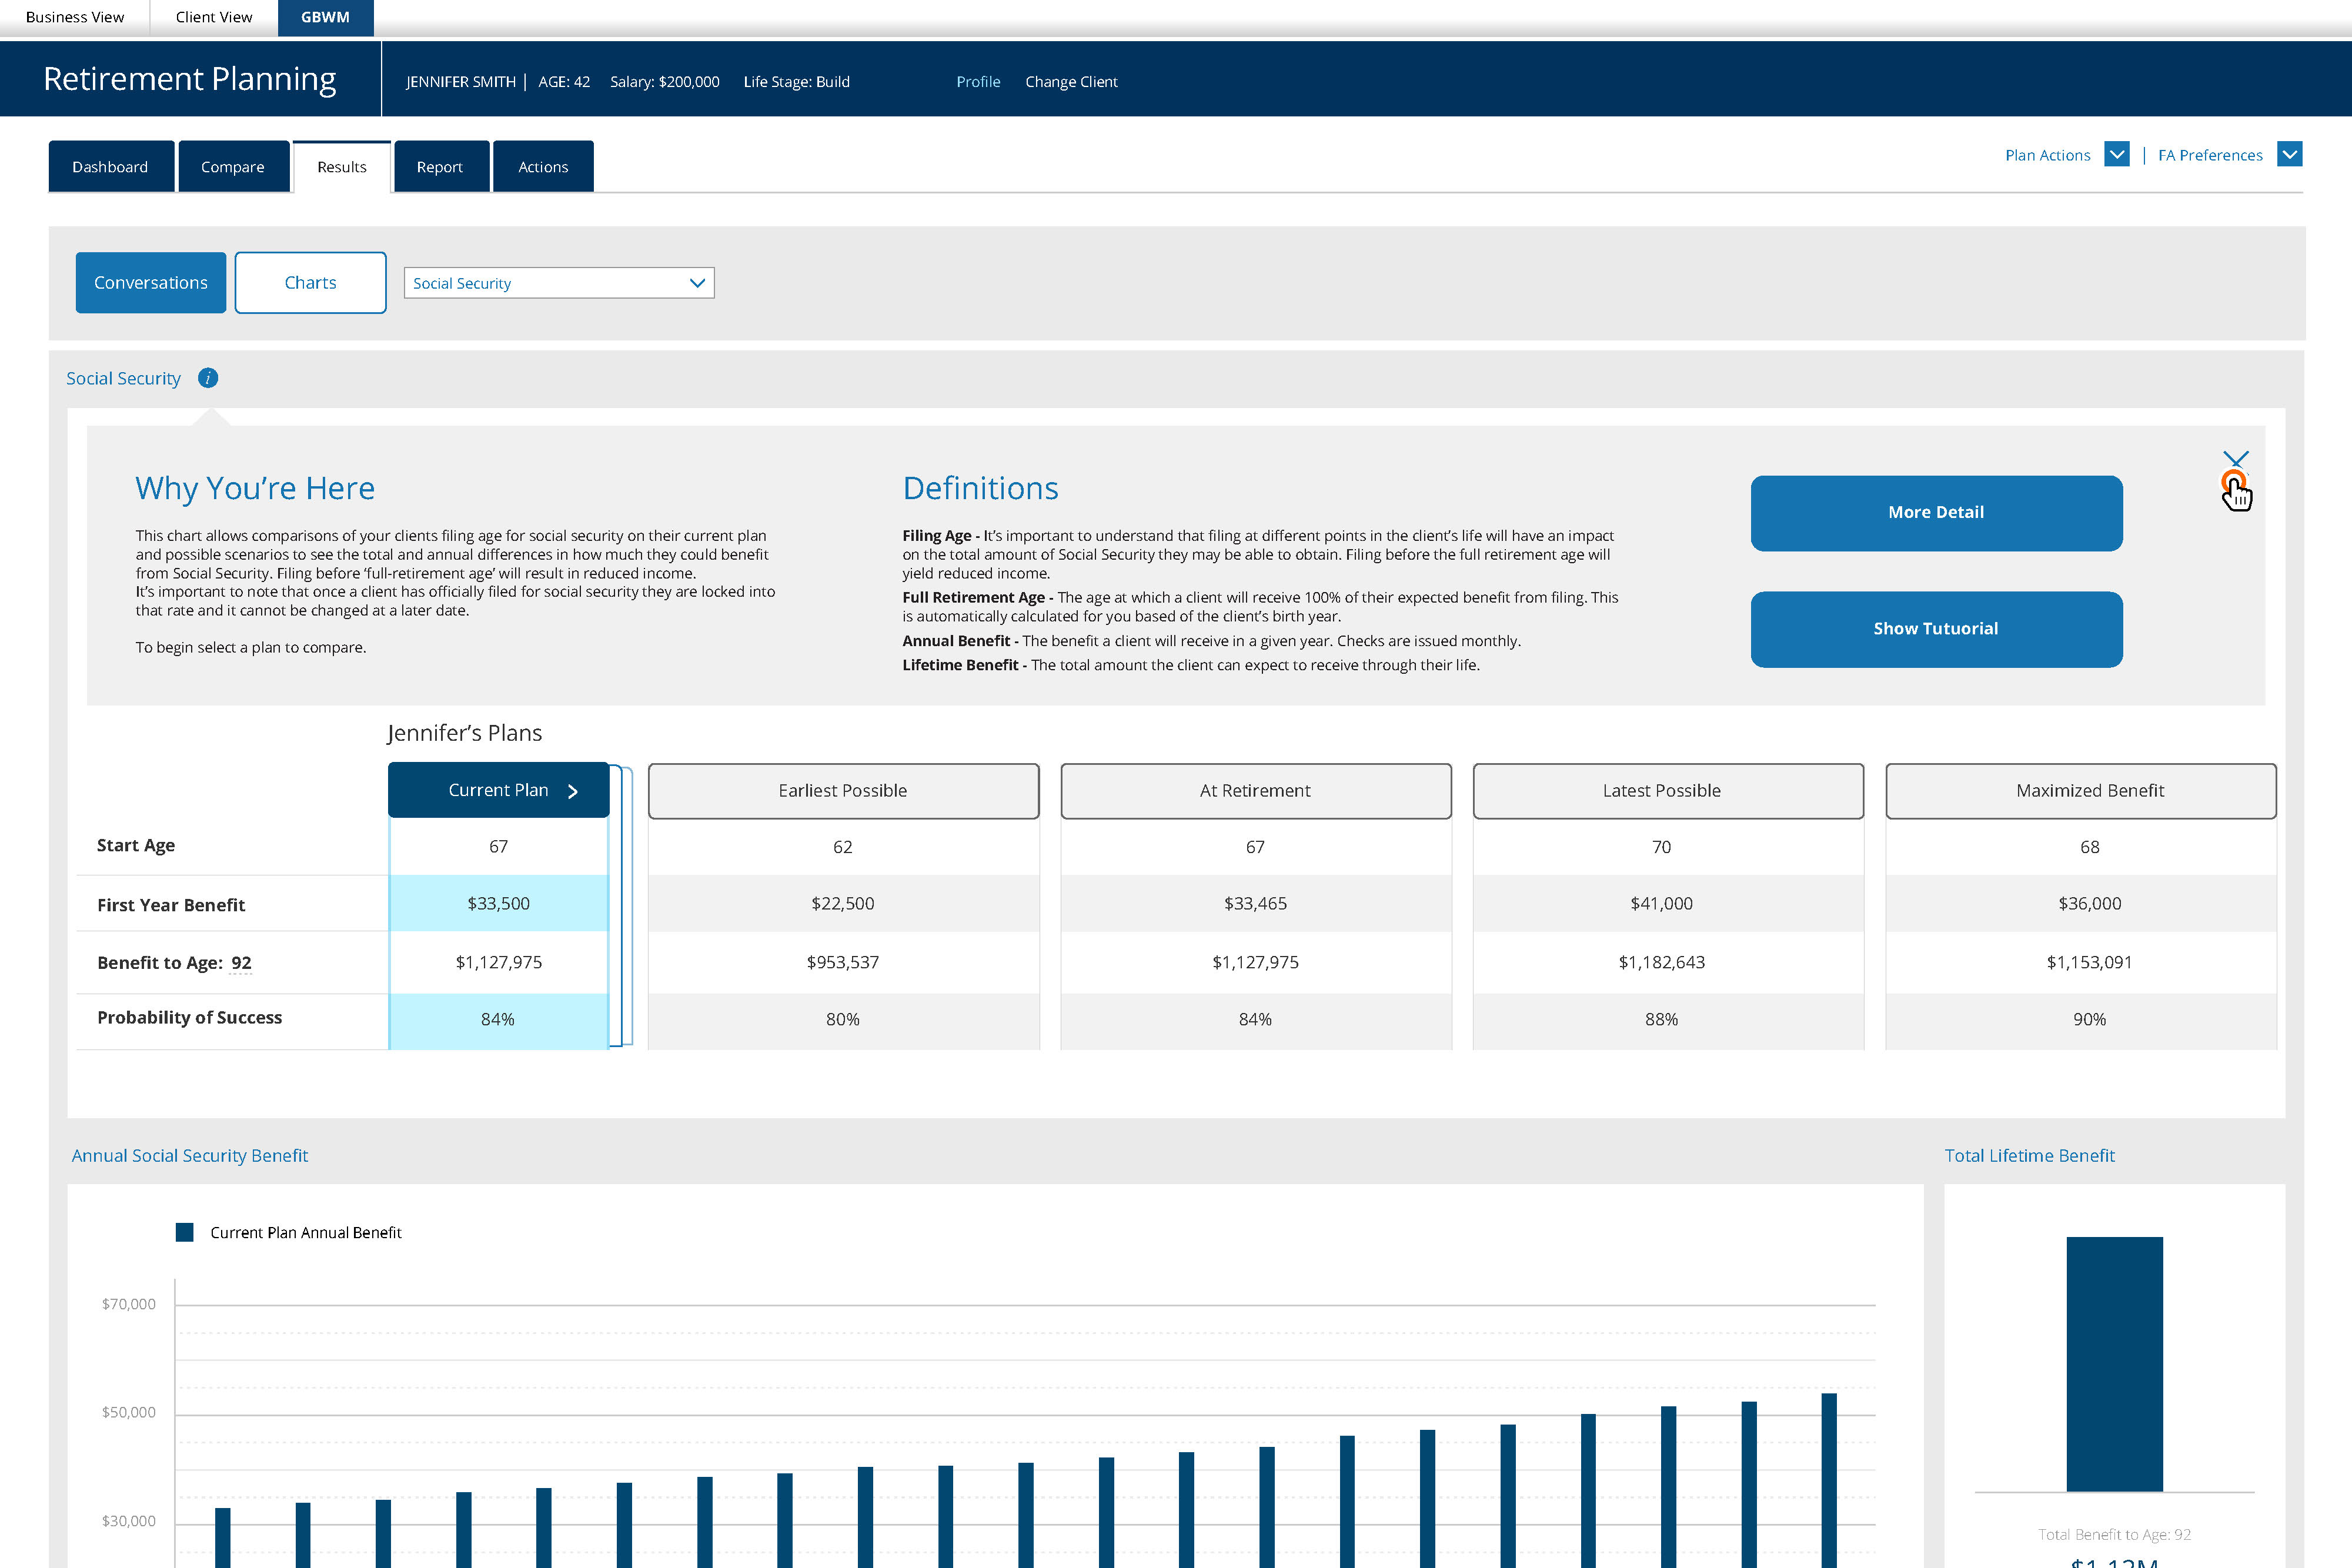 Business View
Client View
GBWM
Retirement Planning
JENNIFER SMITH | AGE: 42 Salary: $200,000 Life Stage: Build
Profile
Change Client
Dashboard
Compare
Results
Report
Actions
Plan Actions
|
FA Preferences
Conversations
Charts
Social Security
Social Security i
Why You’re Here
This chart allows comparisons of your clients filing age for social security on their current plan
and possible scenarios to see the total and annual differences in how much they could benefit
from Social Security. Filing before ‘full-retirement age’ will result in reduced income.
It’s important to note that once a client has officially filed for social security they are locked into
that rate and it cannot be changed at a later date.
To begin select a plan to compare.
Definitions
Filing Age - It’s important to understand that filing at different points in the client’s life will have an impact
on the total amount of Social Security they may be able to obtain. Filing before the full retirement age will
yield reduced income.
Full Retirement Age - The age at which a client will receive 100% of their expected benefit from filing. This
is automatically calculated for you based of the client’s birth year.
Annual Benefit - The benefit a client will receive in a given year. Checks are issued monthly.
Lifetime Benefit - The total amount the client can expect to receive through their life.
More Detail
Show Tutuorial
Jennifer’s Plans
Current Plan
Earliest Possible
At Retirement
Latest Possible
Maximized Benefit
Start Age 67 62 67 70 68
First Year Benefit $33,500 $22,500 $33,465 $41,000 $36,000
Benefit to Age: 92 $1,127,975 $953,537 $1,127,975 $1,182,643 $1,153,091
Probability of Success 84% 80% 84% 88% 90%
Annual Social Security Benefit
Current Plan Annual Benefit
$70,000
$50,000
$30,000
Total Lifetime Benefit
Total Benefit to Age: 92